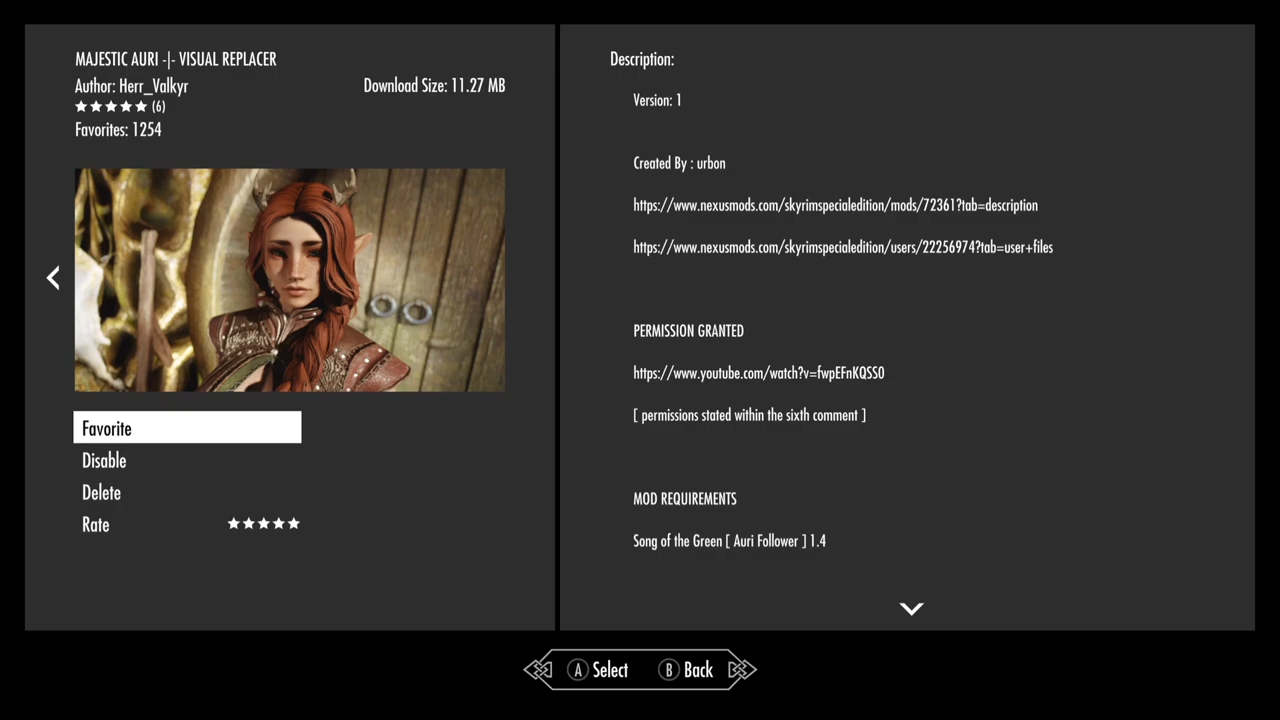 MAJESTIC AURI -|- VISUAL REPLACER
Author: Herr_Valkyr
Download Size: 11.27 MB
★★★★★ (6)
Favorites: 1254
Favorite
Disable
Delete
Rate ★★★★★
Description:
Version: 1
Created By : urbon
https://www.nexusmods.com/skyrimspecialedition/mods/72361?tab=description
https://www.nexusmods.com/skyrimspecialedition/users/22256974?tab=user+files
PERMISSION GRANTED
https://www.youtube.com/watch?v=fwpEFnKQSS0
[ permissions stated within the sixth comment ]
MOD REQUIREMENTS
Song of the Green [ Auri Follower ] 1.4
A Select B Back